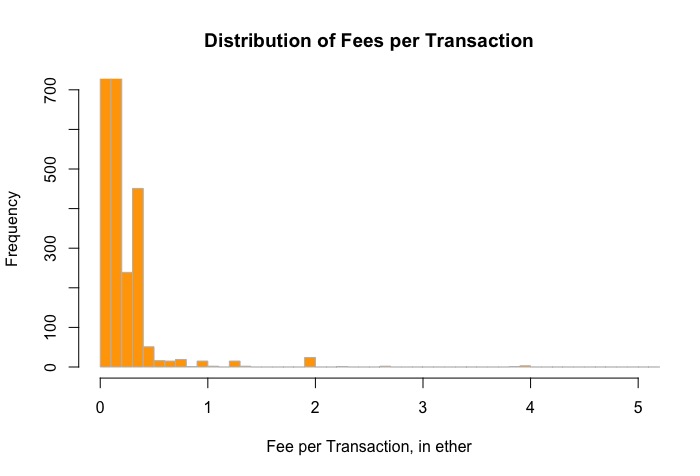 Distribution of Fees per Transaction
Frequency
700
500
300
100
0
0 1 2 3 4 5
Fee per Transaction, in ether